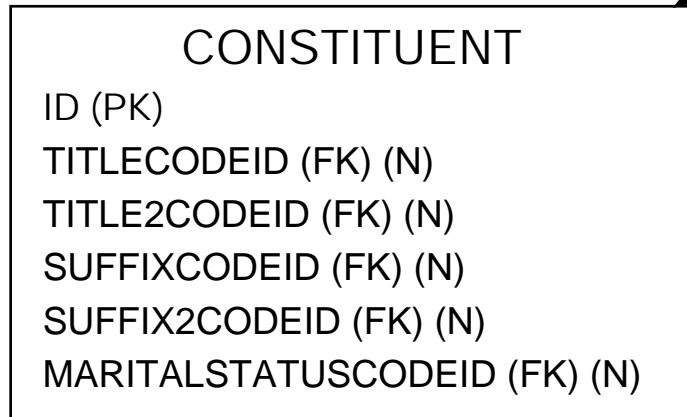 CONSTITUENT
ID (PK)
TITLECODEID (FK) (N)
TITLE2CODEID (FK) (N)
SUFFIXCODEID (FK) (N)
SUFFIX2CODEID (FK) (N)
MARITALSTATUSCODEID (FK) (N)